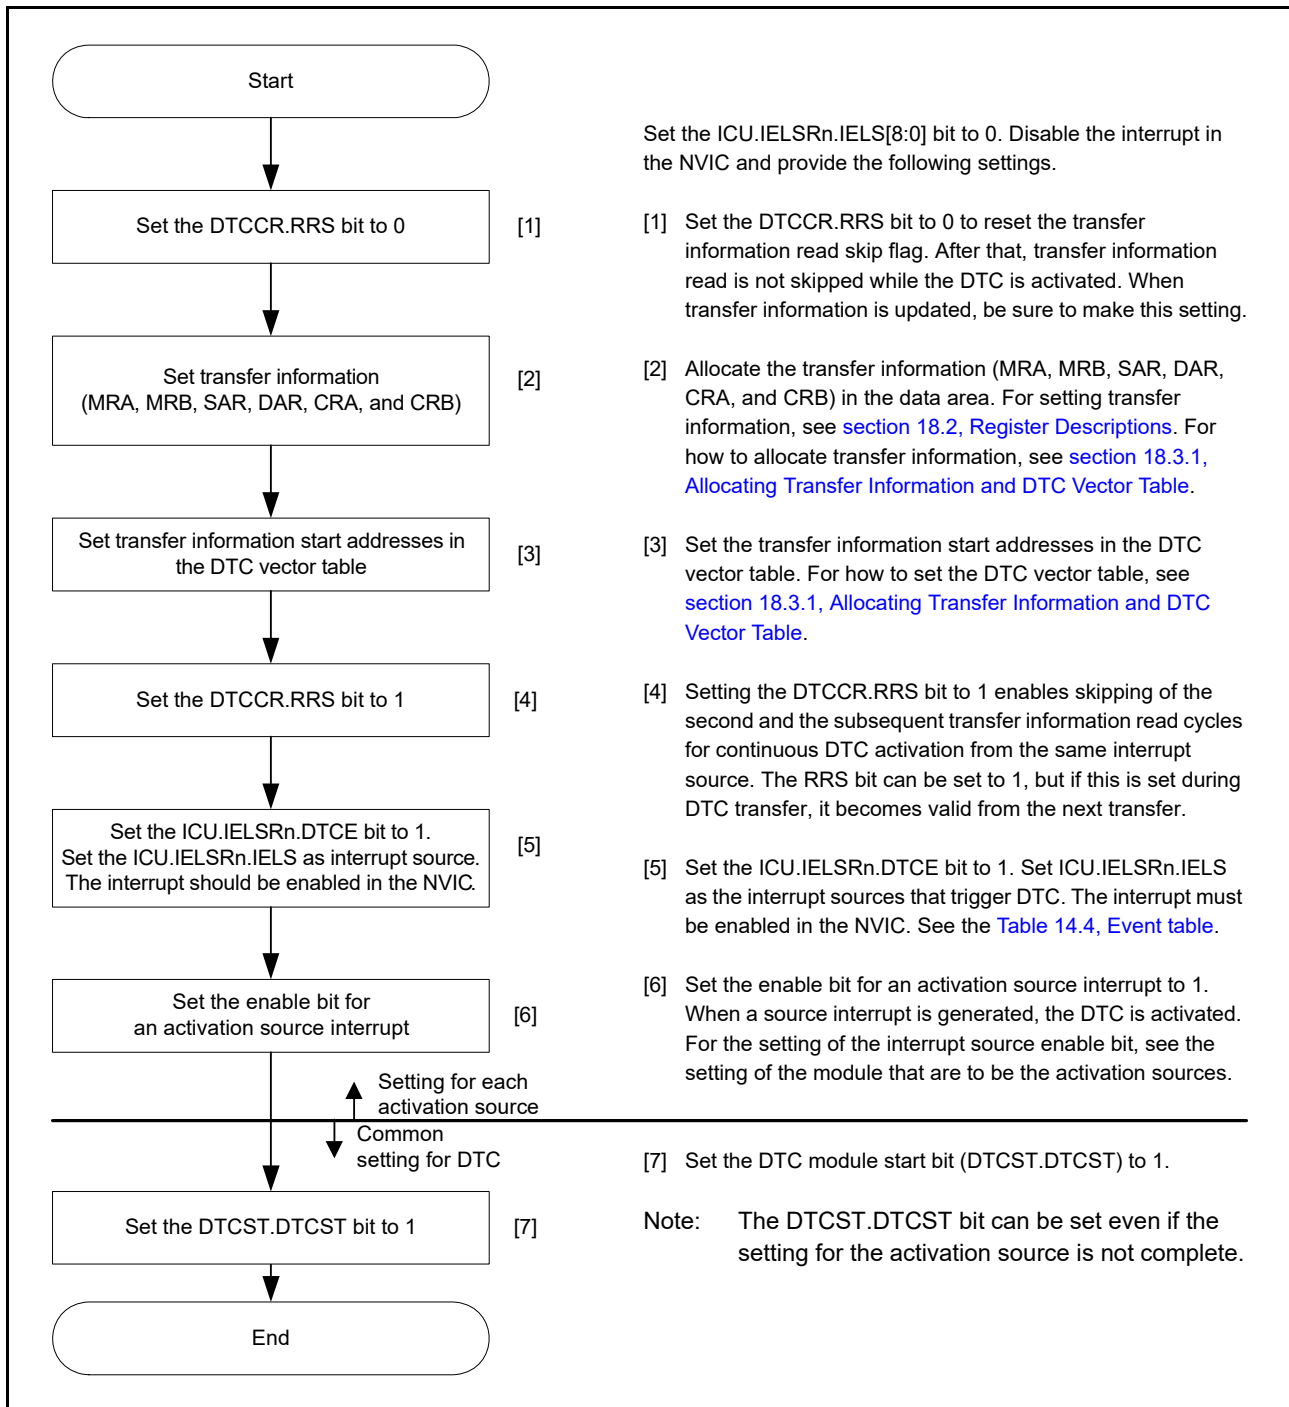 Start
Set the DTCCR.RRS bit to 0
[1]
Set transfer information
(MRA, MRB, SAR, DAR, CRA, and CRB)
[2]
Set transfer information start addresses in
the DTC vector table
[3]
Set the DTCCR.RRS bit to 1
[4]
Set the ICU.IELSRn.DTCE bit to 1.
Set the ICU.IELSRn.IELS as interrupt source.
The interrupt should be enabled in the NVIC.
[5]
Set the enable bit for
an activation source interrupt
[6]
Setting for each
activation source
Common
setting for DTC
Set the DTCST.DTCST bit to 1
[7]
End
Set the ICU.IELSRn.IELS[8:0] bit to 0. Disable the interrupt in
the NVIC and provide the following settings.
[1] Set the DTCCR.RRS bit to 0 to reset the transfer
information read skip flag. After that, transfer information
read is not skipped while the DTC is activated. When
transfer information is updated, be sure to make this setting.
[2] Allocate the transfer information (MRA, MRB, SAR, DAR,
CRA, and CRB) in the data area. For setting transfer
information, see section 18.2, Register Descriptions. For
how to allocate transfer information, see section 18.3.1,
Allocating Transfer Information and DTC Vector Table.
[3] Set the transfer information start addresses in the DTC
vector table. For how to set the DTC vector table, see
section 18.3.1, Allocating Transfer Information and DTC
Vector Table.
[4] Setting the DTCCR.RRS bit to 1 enables skipping of the
second and the subsequent transfer information read cycles
for continuous DTC activation from the same interrupt
source. The RRS bit can be set to 1, but if this is set during
DTC transfer, it becomes valid from the next transfer.
[5] Set the ICU.IELSRn.DTCE bit to 1. Set ICU.IELSRn.IELS
as the interrupt sources that trigger DTC. The interrupt must
be enabled in the NVIC. See the Table 14.4, Event table.
[6] Set the enable bit for an activation source interrupt to 1.
When a source interrupt is generated, the DTC is activated.
For the setting of the interrupt source enable bit, see the
setting of the module that are to be the activation sources.
[7] Set the DTC module start bit (DTCST.DTCST) to 1.
Note: The DTCST.DTCST bit can be set even if the
setting for the activation source is not complete.